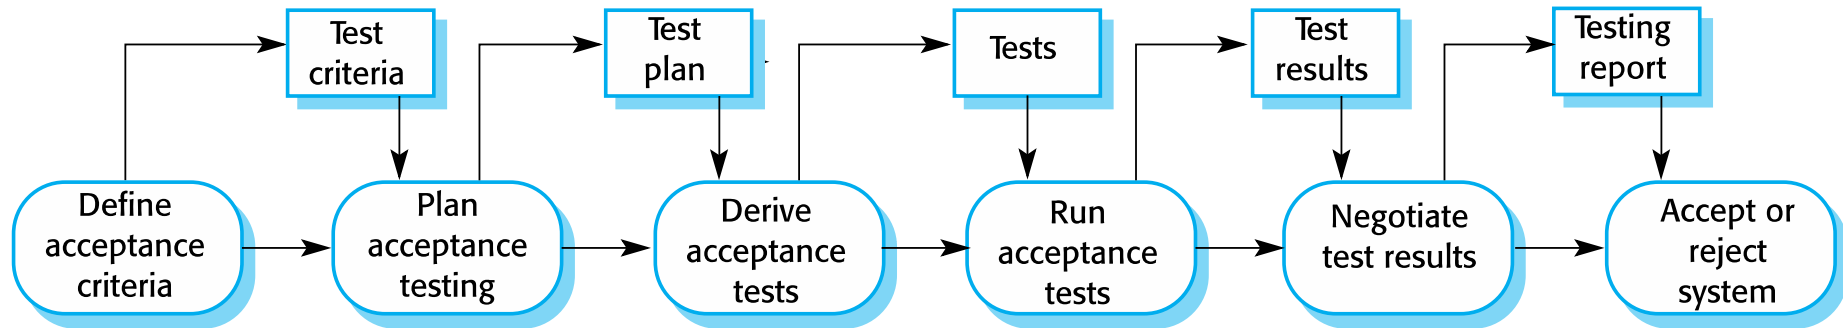 Test
criteria
Test
plan
Tests
Test
results
Testing
report
Define
acceptance
criteria
Plan
acceptance
testing
Derive
acceptance
tests
Run
acceptance
tests
Negotiate
test results
Accept or
reject
system